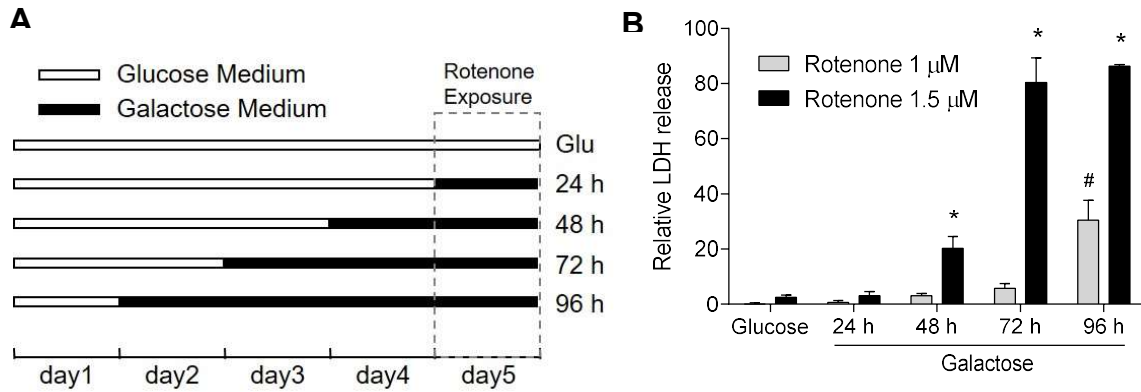 A
Glucose Medium
Galactose Medium
Rotenone
Exposure
Glu
24 h
48 h
72 h
96 h
day1 day2 day3 day4 day5
B
Relative LDH release
100
80
60
40
20
0
Rotenone 1 μM
Rotenone 1.5 μM
*
*
*
#
Glucose 24 h 48 h 72 h 96 h
Galactose